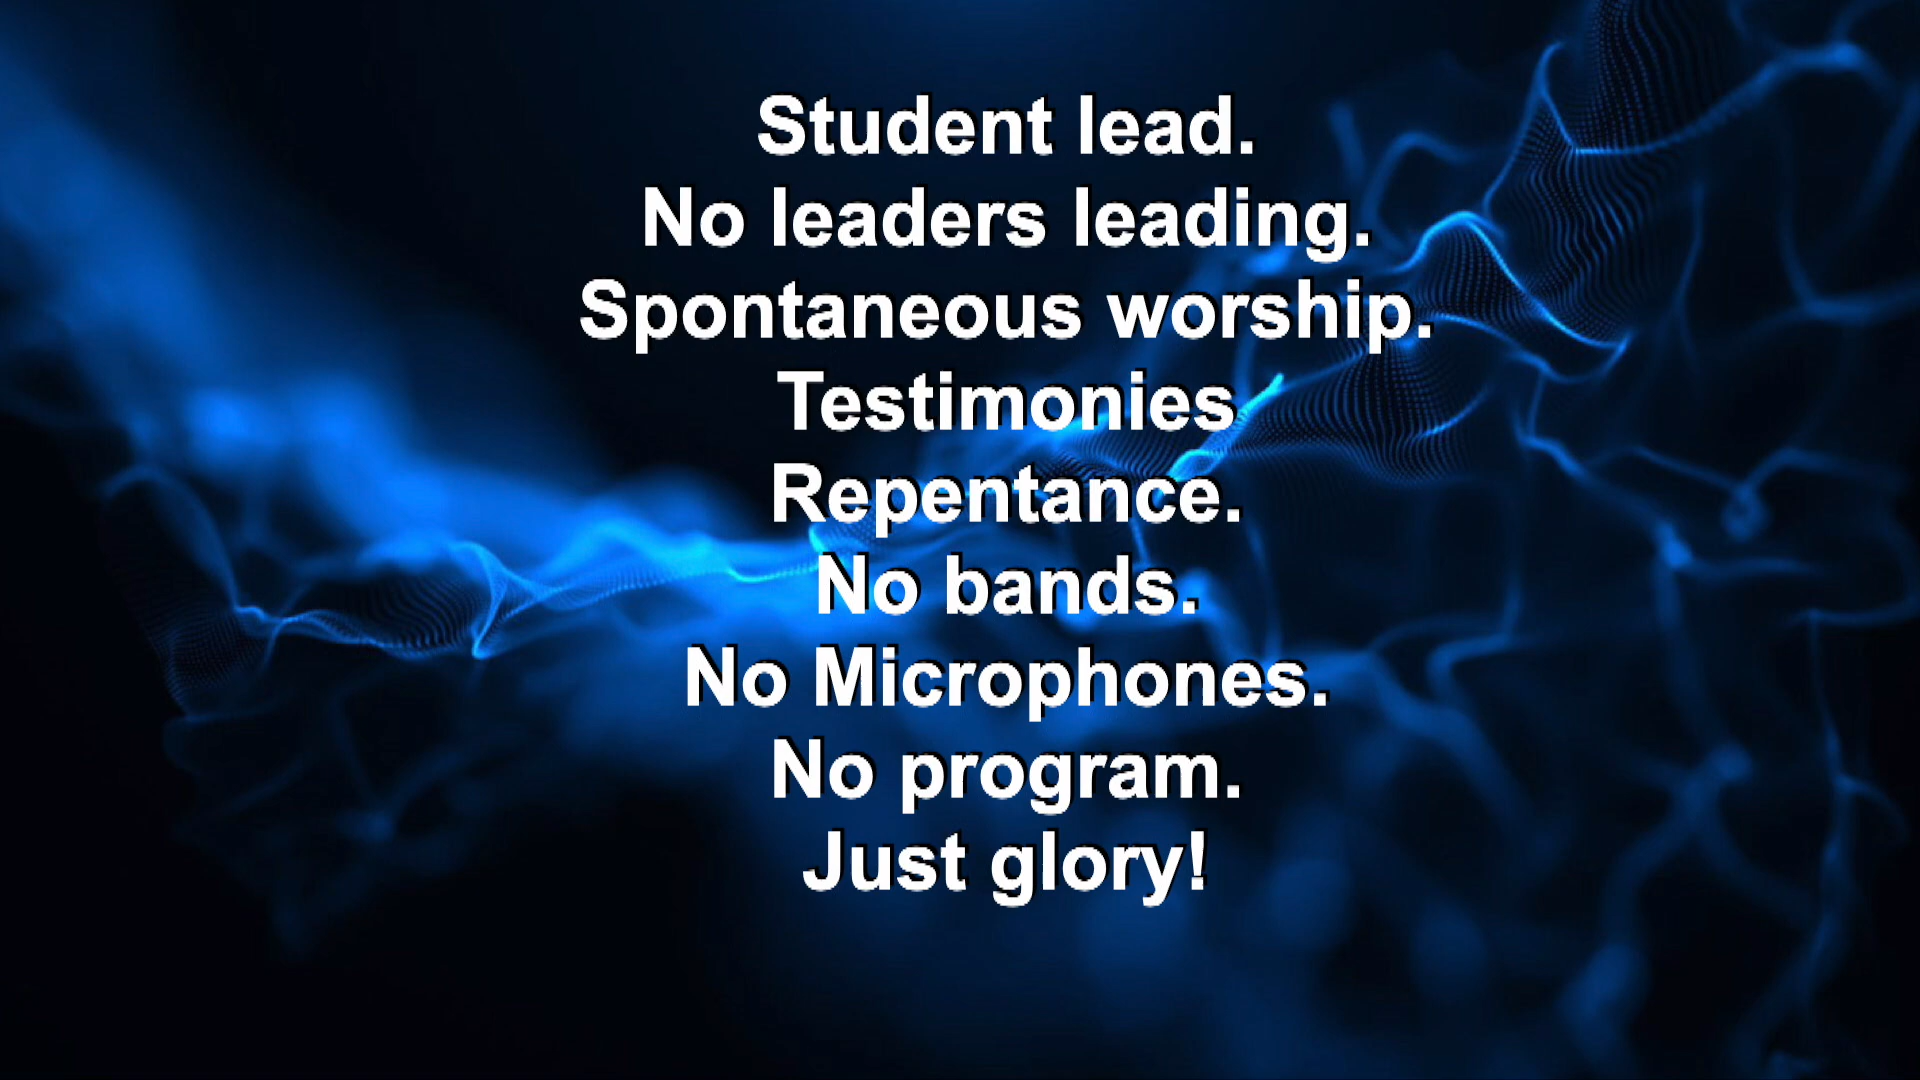 Student lead.
No leaders leading.
Spontaneous worship.
Testimonies
Repentance.
No bands.
No Microphones.
No program.
Just glory!